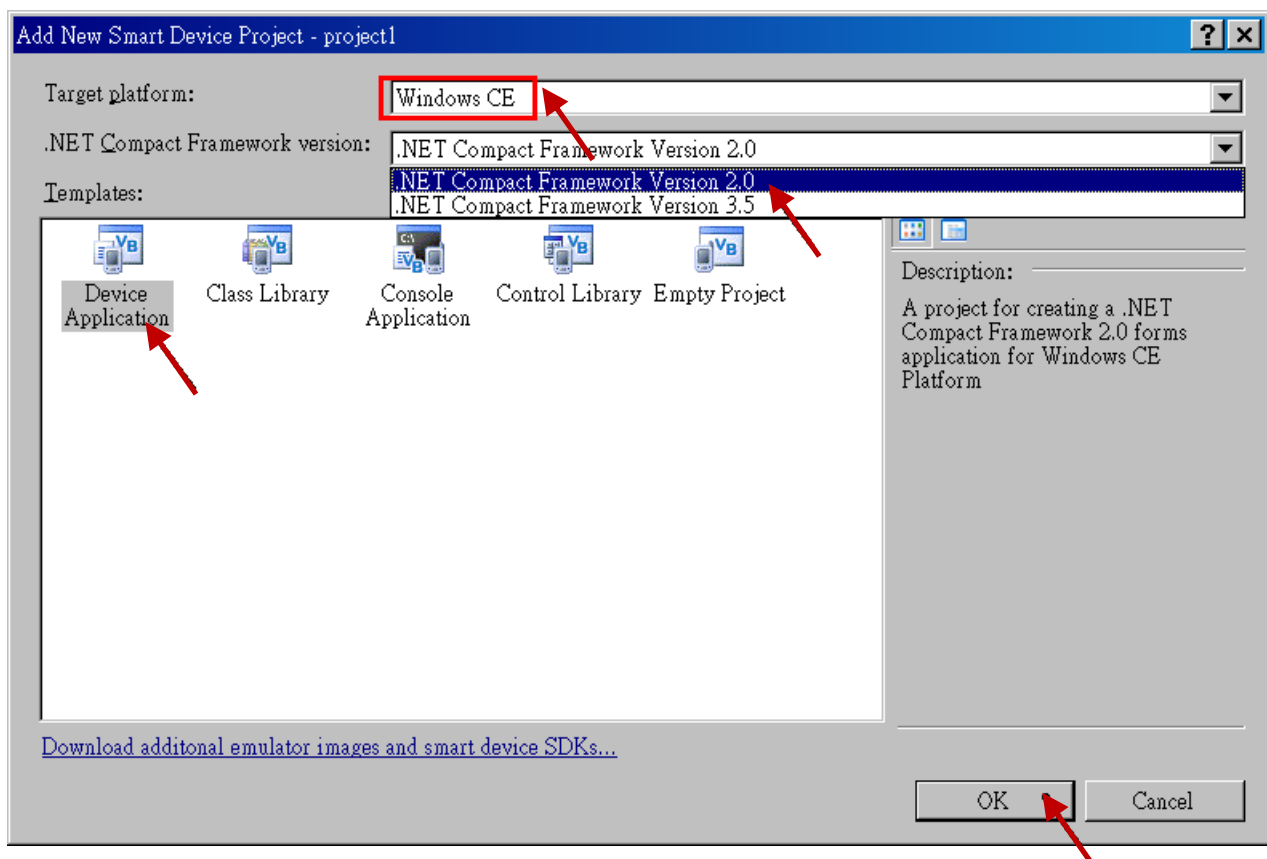 Add New Smart Device Project - project1
Target platform:
Windows CE
.NET Compact Framework version:
.NET Compact Framework Version 2.0
.NET Compact Framework Version 2.0
.NET Compact Framework Version 3.5
Templates:
Device
Application
Class Library
Console
Application
Control Library
Empty Project
Description:
A project for creating a .NET
Compact Framework 2.0 forms
application for Windows CE
Platform
Download additonal emulator images and smart device SDKs...
OK
Cancel